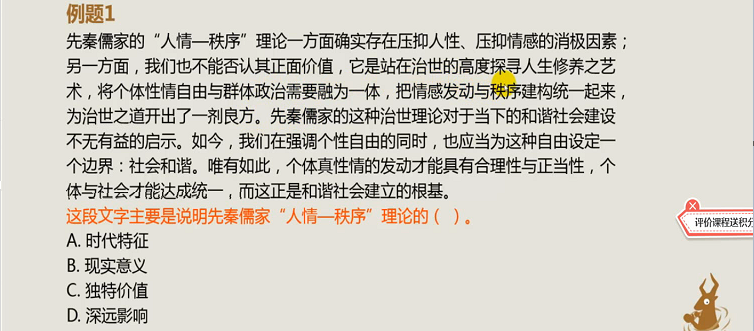 例题1
先秦儒家的“人情—秩序”理论一方面确实存在压抑人性、压抑情感的消极因素；
另一方面，我们也不能否认其正面价值，它是站在治世的高度探寻人生修养之艺
术，将个体性情自由与群体政治需要融为一体，把情感发动与秩序建构统一起来，
为治世之道开出了一剂良方。先秦儒家的这种治世理论对于当下的和谐社会建设
不无有益的启示。如今，我们在强调个性自由的同时，也应当为这种自由设定一
个边界：社会和谐。唯有如此，个体真性情的发动才能具有合理性与正当性，个
体与社会才能达成统一，而这正是和谐社会建立的根基。
这段文字主要是说明先秦儒家“人情—秩序”理论的（ ）。
评价课程送积分
A. 时代特征
B. 现实意义
C. 独特价值
D. 深远影响